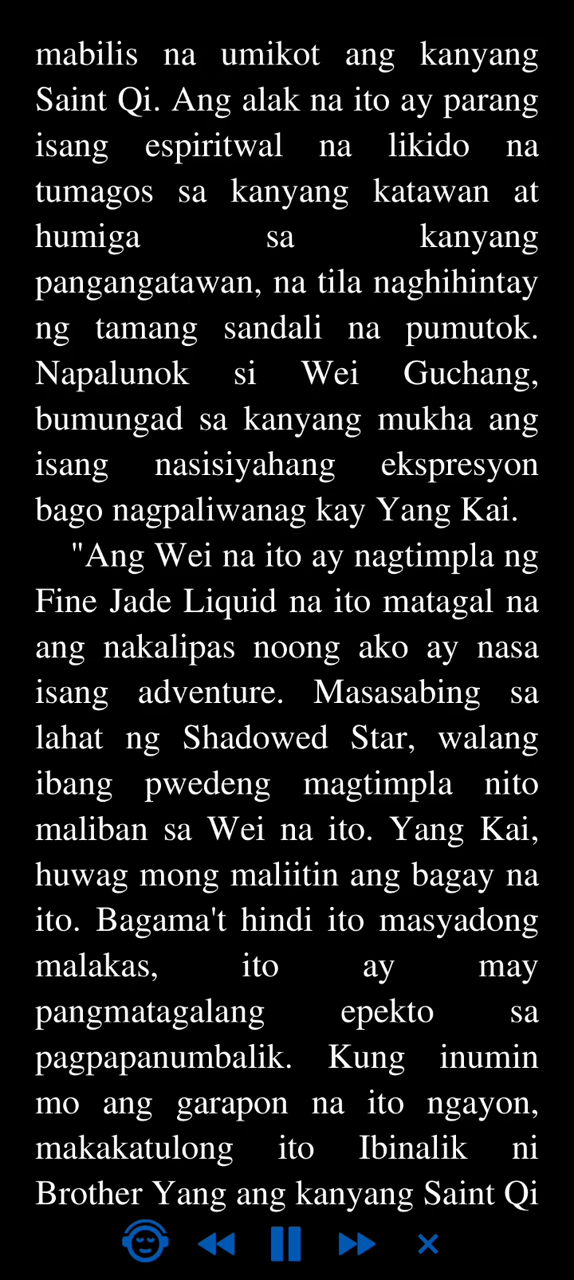 mabilis na umikot ang kanyang
Saint Qi. Ang alak na ito ay parang
isang espiritwal na likido na
tumagos sa kanyang katawan at
humiga sa kanyang
pangangatawan, na tila naghihintay
ng tamang sandali na pumutok.
Napalunok si Wei Guchang,
bumungad sa kanyang mukha ang
isang nasisiyahang ekspresyon
bago nagpaliwanag kay Yang Kai.
"Ang Wei na ito ay nagtimpla ng
Fine Jade Liquid na ito matagal na
ang nakalipas noong ako ay nasa
isang adventure. Masasabing sa
lahat ng Shadowed Star, walang
ibang pwedeng magtimpla nito
maliban sa Wei na ito. Yang Kai,
huwag mong maliitin ang bagay na
ito. Bagama't hindi ito masyadong
malakas, ito ay may
pangmatagalang epekto sa
pagpapanumbalik. Kung inumin
mo ang garapon na ito ngayon,
makakatulong ito Ibinalik ni
Brother Yang ang kanyang Saint Qi